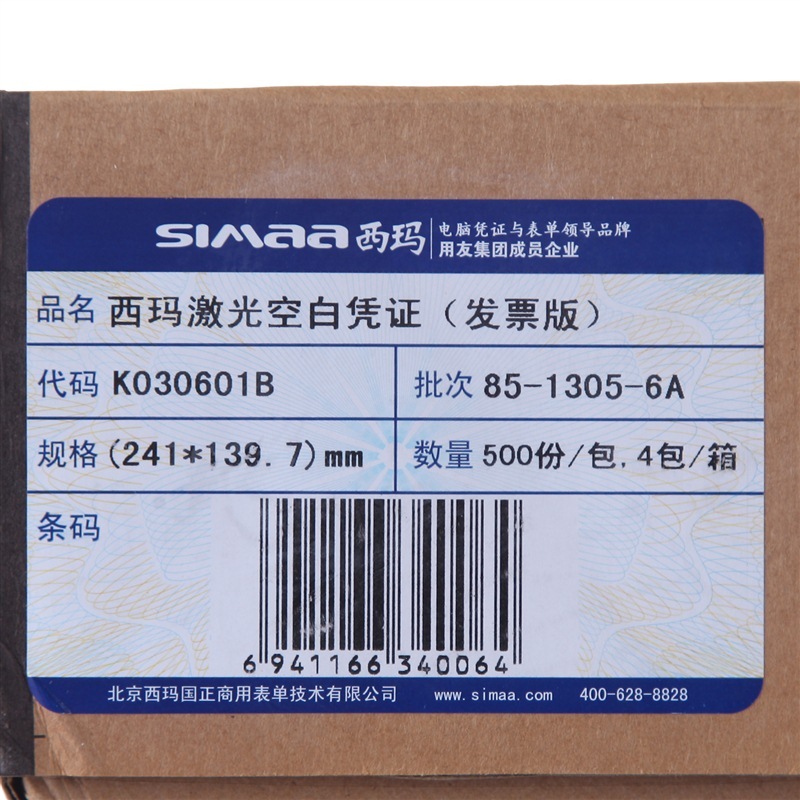 SIMAA西玛 电脑凭证与表单领导品牌
用友集团成员企业
品名 西玛激光空白凭证（发票版）
代码 K030601B 批次 85-1305-6A
规格 (241*139.7)mm 数量 500份/包,4包/箱
条码
6 941166 340064
北京西玛国正商用表单技术有限公司 www.simaa.com 400-628-8828